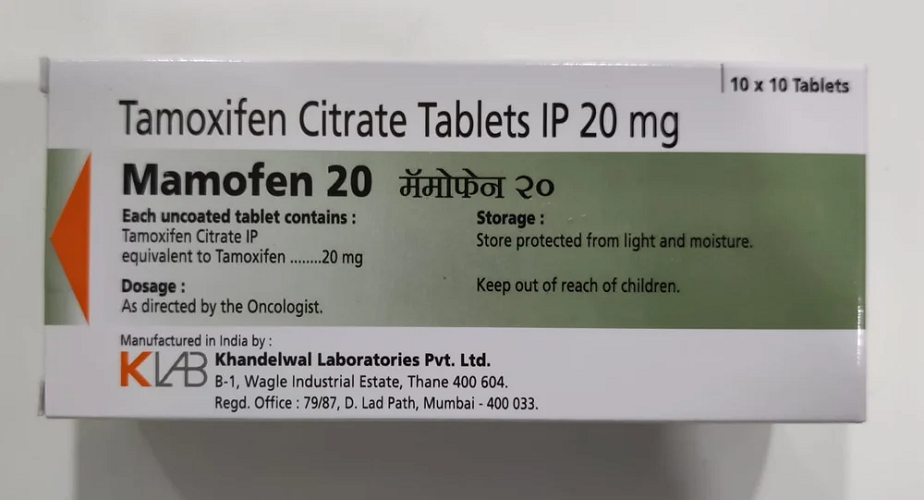 10 x 10 Tablets
Tamoxifen Citrate Tablets IP 20 mg
Mamofen 20 मॅमोफेन २०
Each uncoated tablet contains :
Tamoxifen Citrate IP
equivalent to Tamoxifen ........20 mg
Dosage :
As directed by the Oncologist.
Storage :
Store protected from light and moisture.
Keep out of reach of children.
Manufactured in India by :
KLAB
Khandelwal Laboratories Pvt. Ltd.
B-1, Wagle Industrial Estate, Thane 400 604.
Regd. Office : 79/87, D. Lad Path, Mumbai - 400 033.